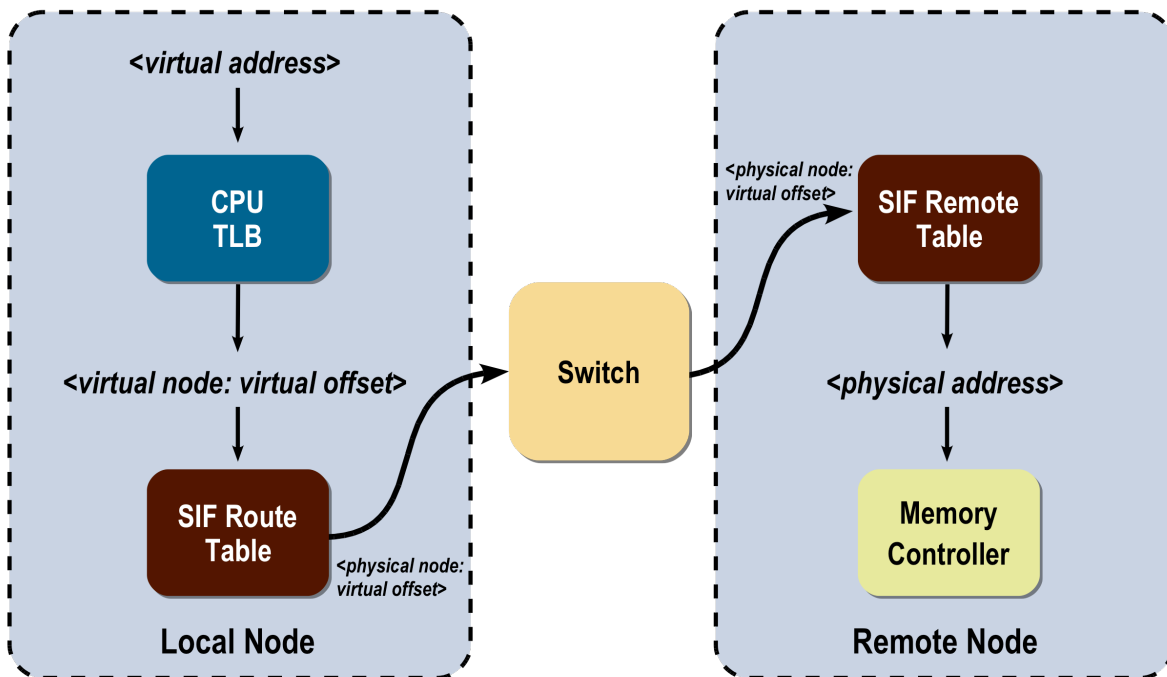 <virtual address>
CPU
TLB
<virtual node: virtual offset>
SIF Route
Table
<physical node:
virtual offset>
Local Node
Switch
<physical node:
virtual offset>
SIF Remote
Table
<physical address>
Memory
Controller
Remote Node